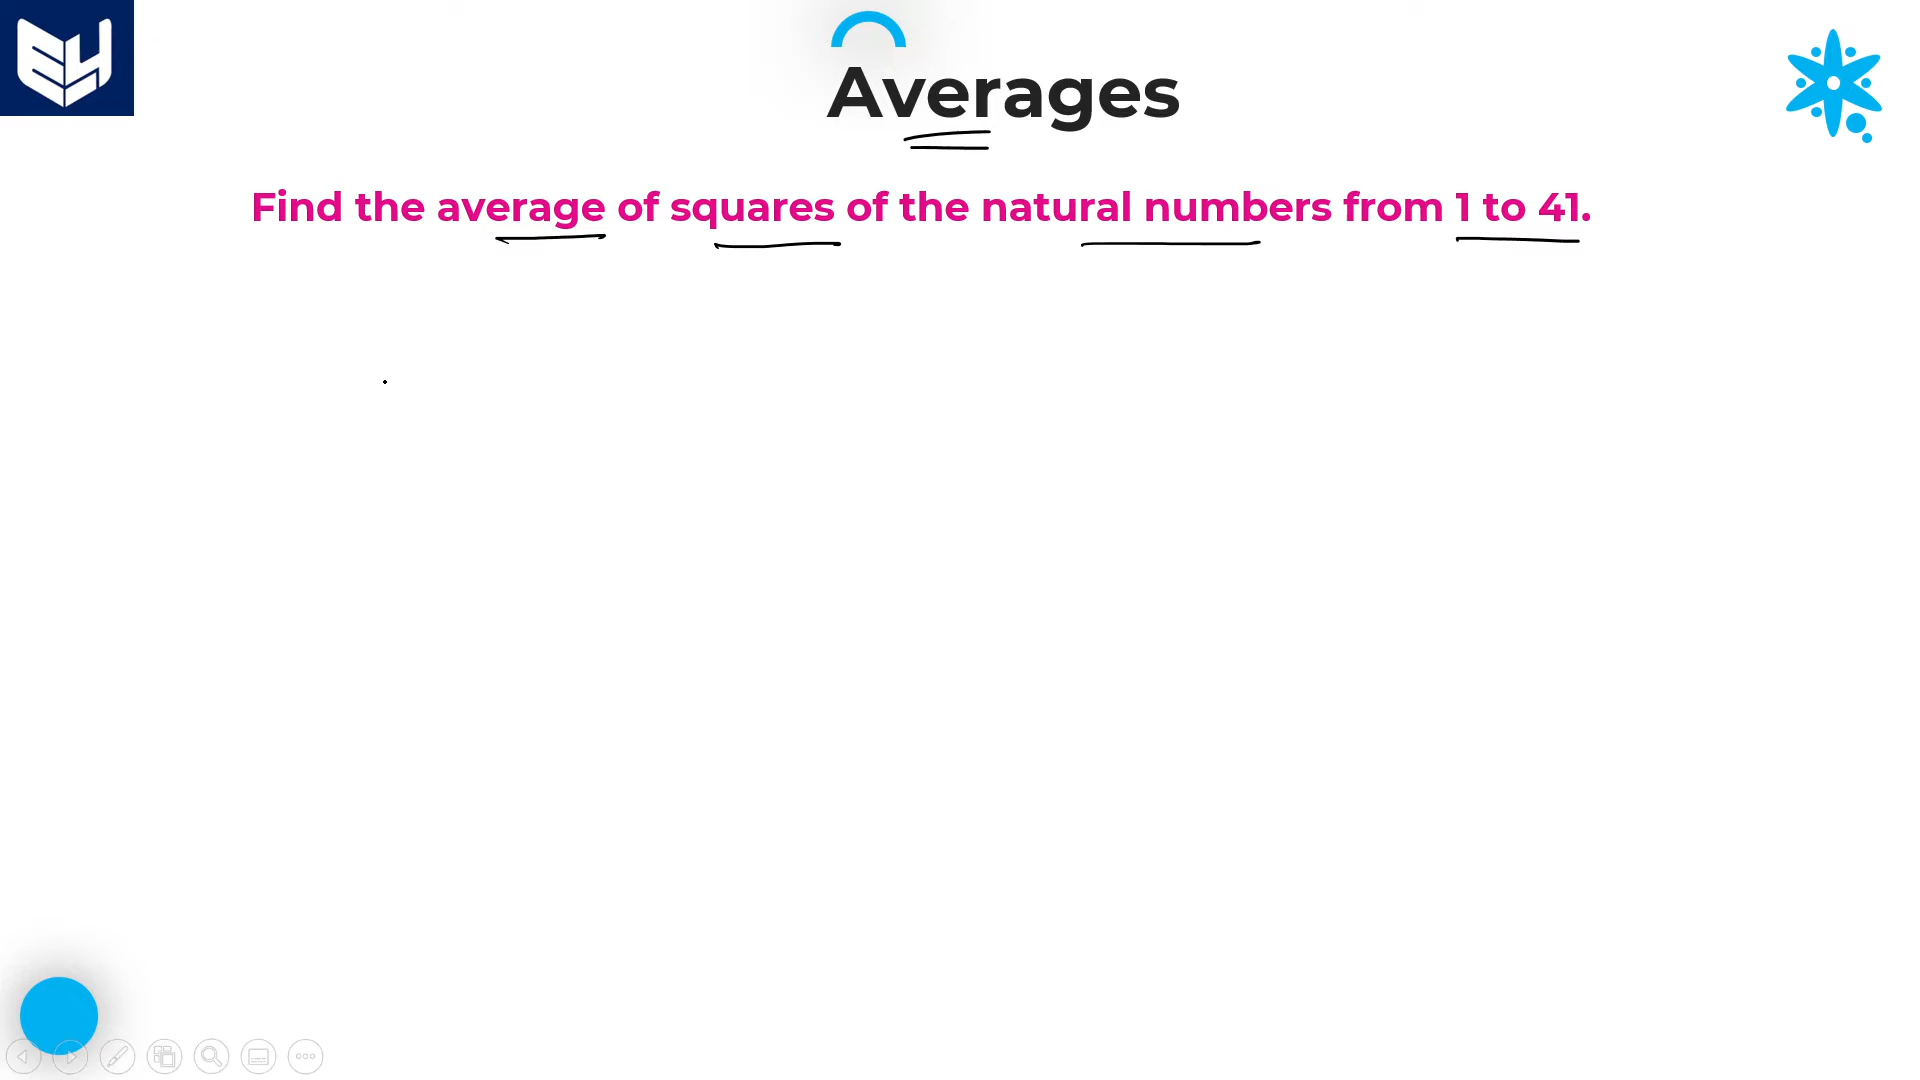 Averages
Find the average of squares of the natural numbers from 1 to 41.